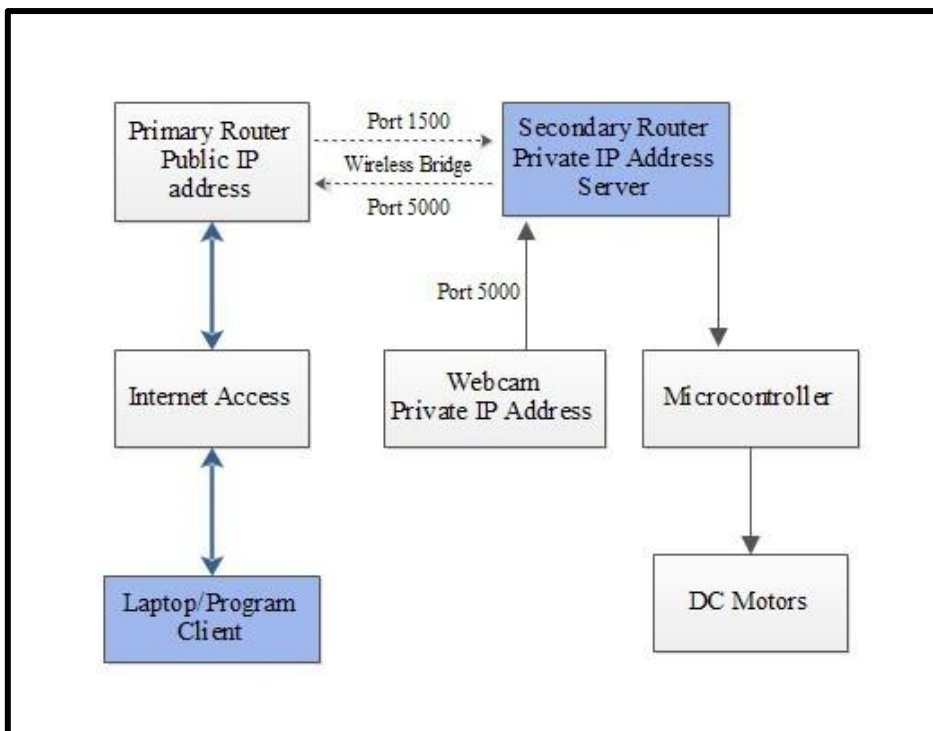 Primary Router
Public IP
address
Port 1500
Wireless Bridge
Port 5000
Secondary Router
Private IP Address
Server
Port 5000
Internet Access
Webcam
Private IP Address
Microcontroller
Laptop/Program
Client
DC Motors